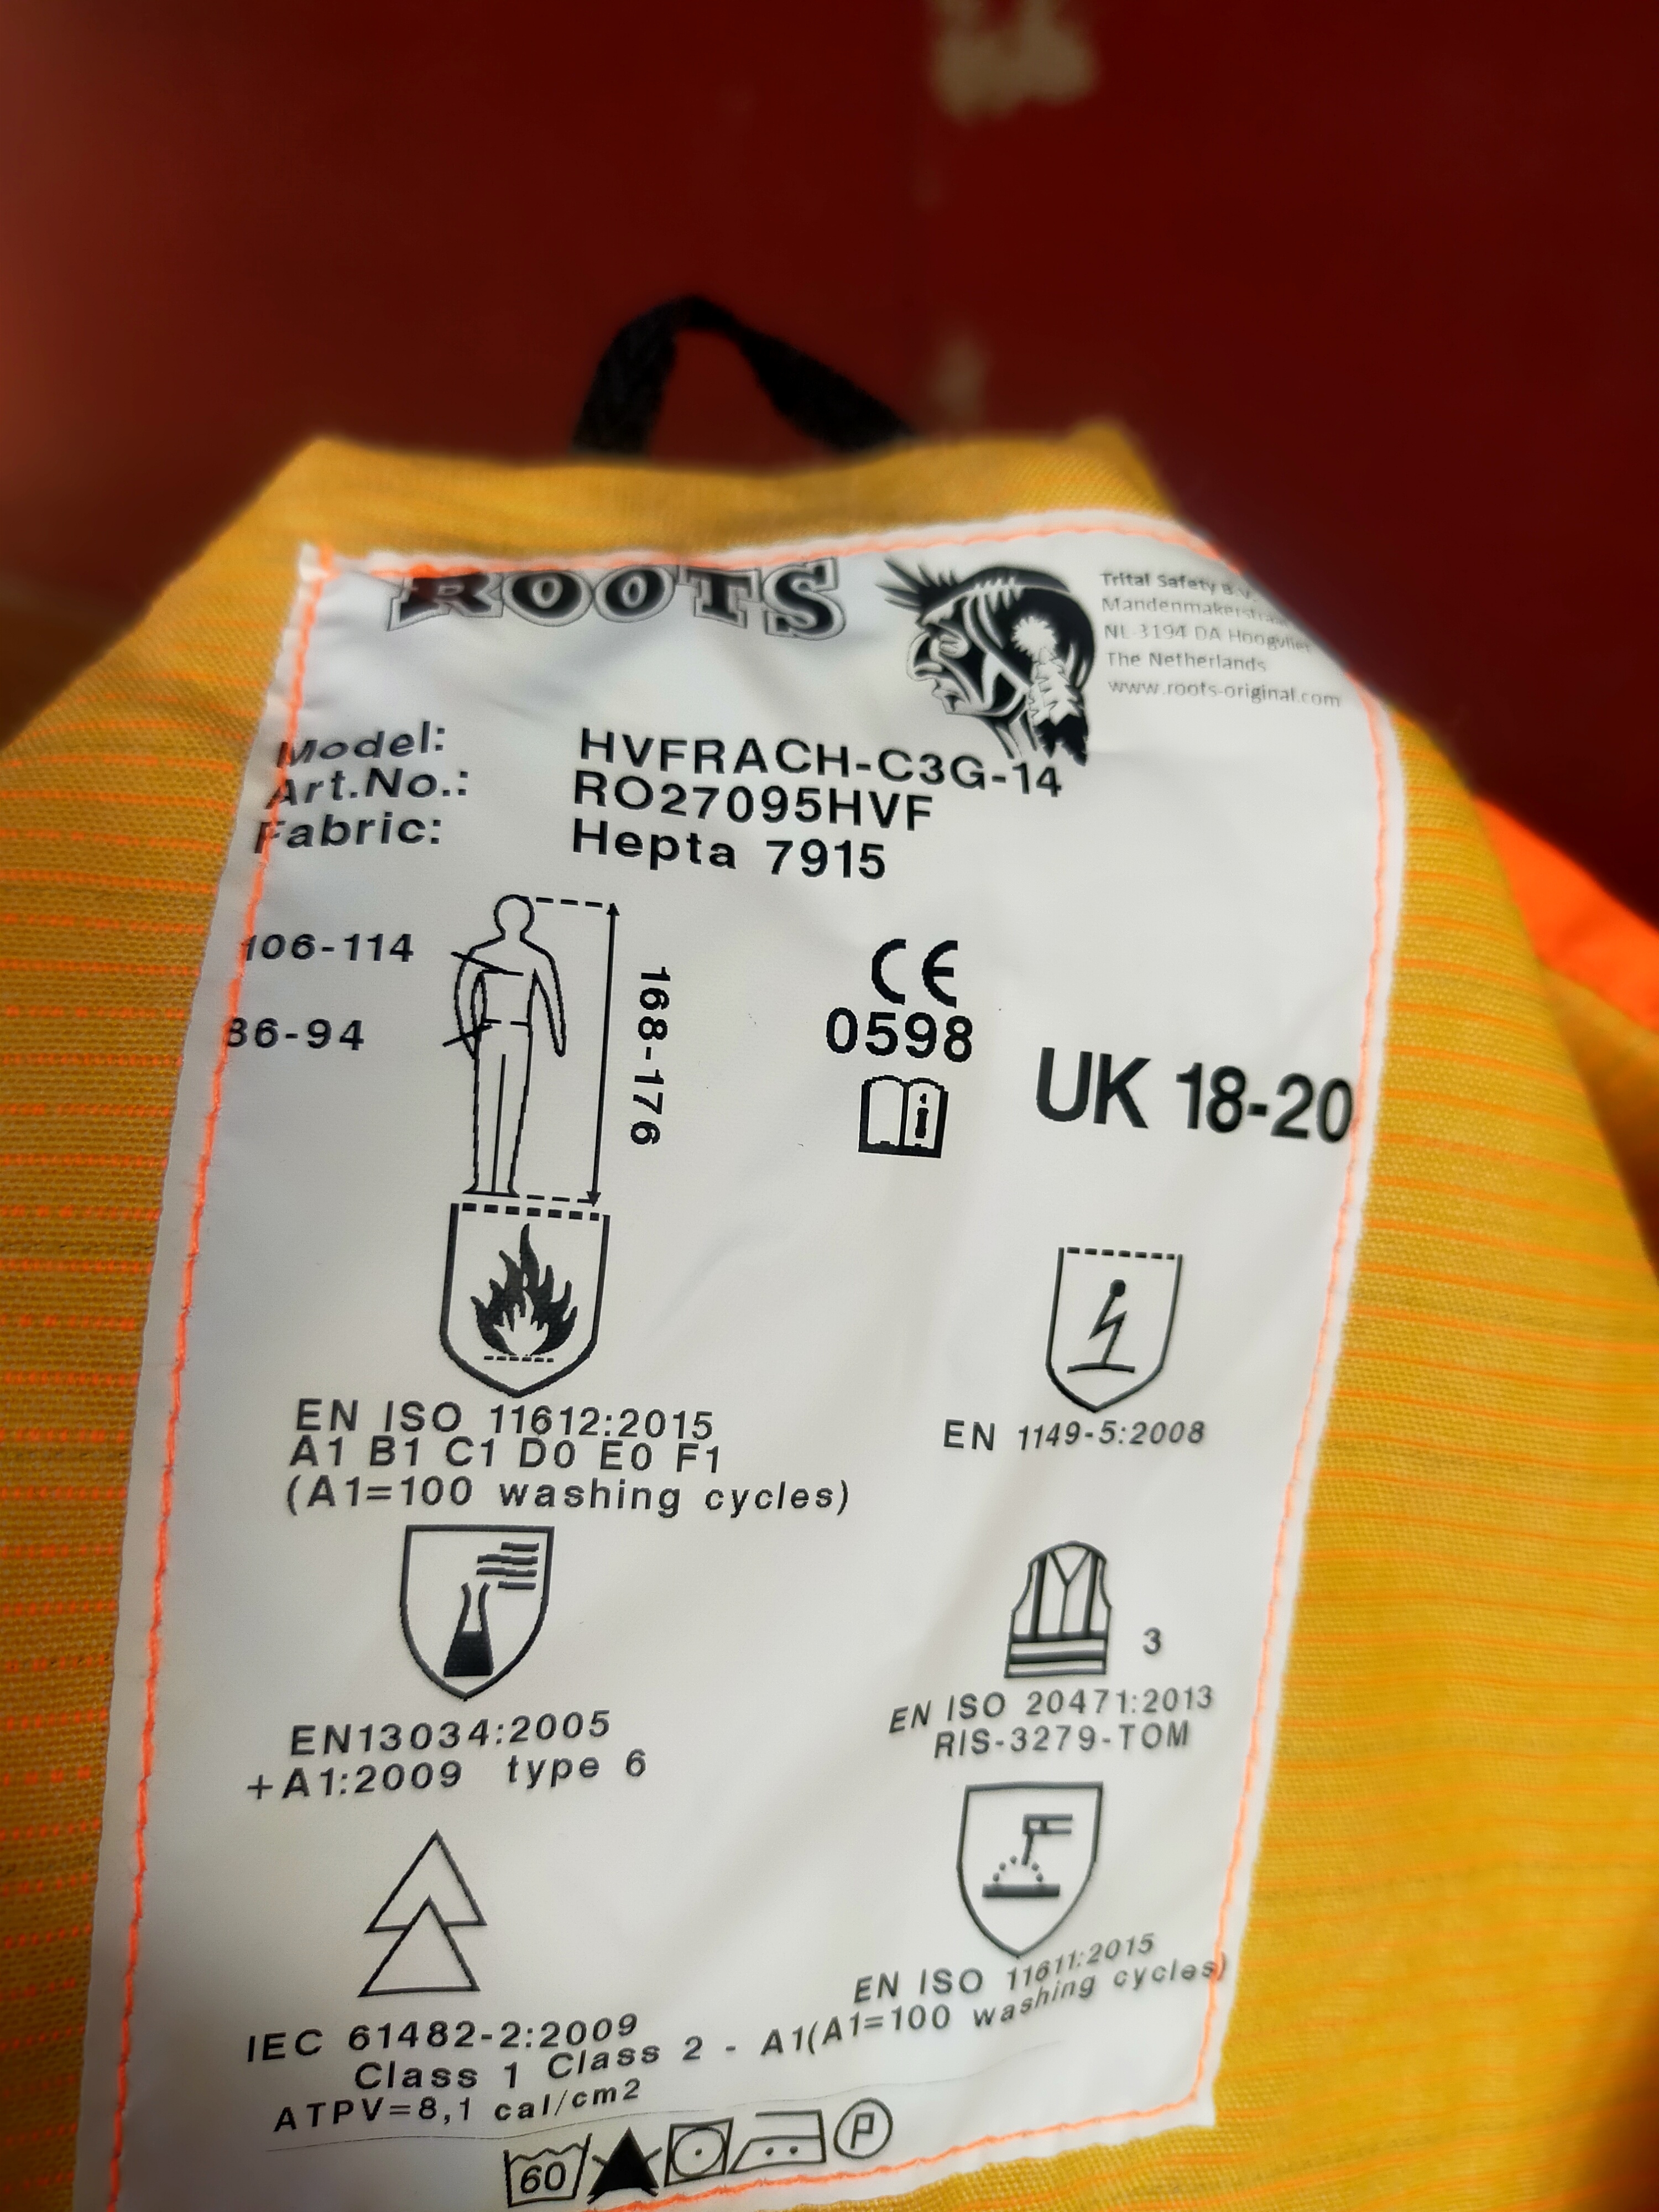 ROOTS
Trital Safety B.V.
NL-3194 DA Hoogvliet
The Netherlands
www.roots-original.com
Model: HVFRACH-C3G-14
Art.No.: RO27095HVF
Fabric: Hepta 7915
106-114
86-94
168-176
CE
0598
i
UK 18-20
EN ISO 11612:2015
A1 B1 C1 D0 E0 F1
(A1=100 washing cycles)
EN 1149-5:2008
EN13034:2005
+A1:2009 type 6
3
EN ISO 20471:2013
RIS-3279-TOM
IEC 61482-2:2009
Class 1
ATPV=8,1 cal/cm2
EN ISO 11611:2015
Class 2 - A1(A1=100 washing cycles)
60
P